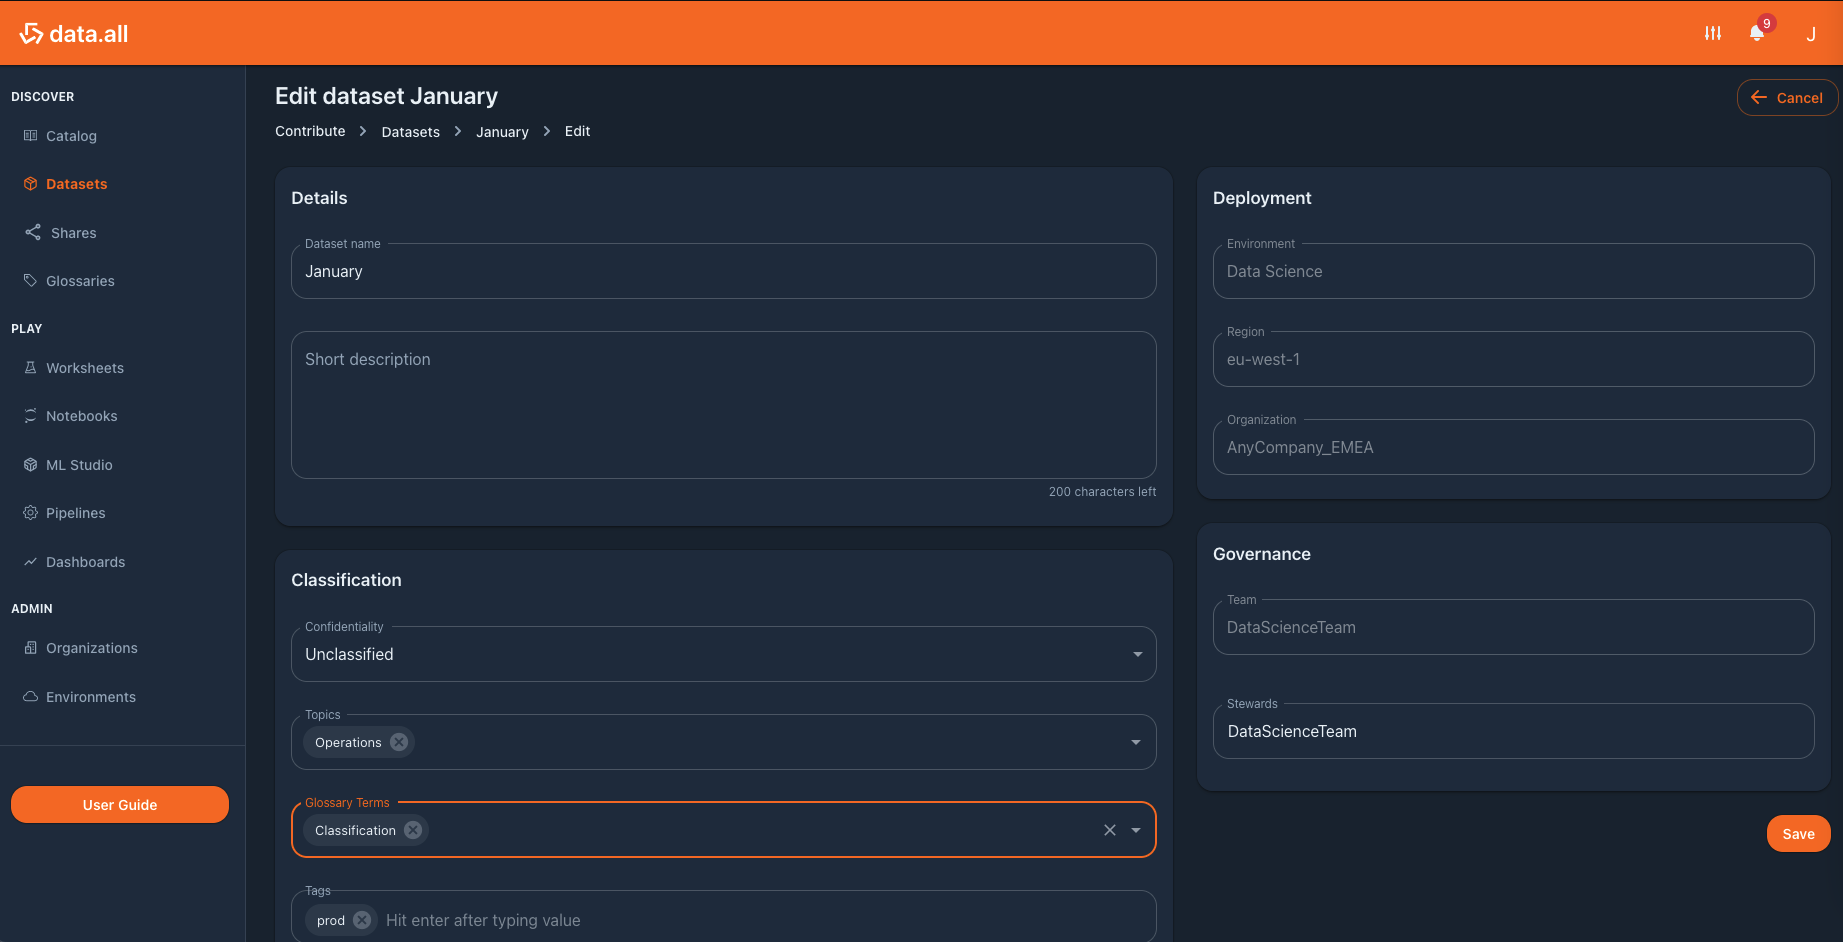 data.all
9
J
DISCOVER
Catalog
Datasets
Shares
Glossaries
PLAY
Worksheets
Notebooks
ML Studio
Pipelines
Dashboards
ADMIN
Organizations
Environments
User Guide
Edit dataset January
Contribute > Datasets > January > Edit
Cancel
Details
Dataset name
January
Short description
200 characters left
Classification
Confidentiality
Unclassified
Topics
Operations
Glossary Terms
Classification
Tags
prod Hit enter after typing value
Deployment
Environment
Data Science
Region
eu-west-1
Organization
AnyCompany_EMEA
Governance
Team
DataScienceTeam
Stewards
DataScienceTeam
Save